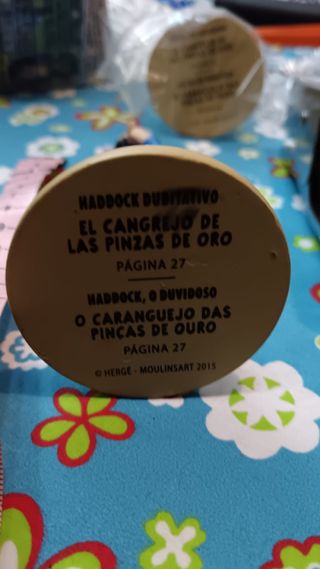 HADDOCK DUBITATIVO
EL CANGREJO DE
LAS PINZAS DE ORO
PÁGINA 27
HADDOCK, O DUVIDOSO
O CARANGUEJO DAS
PINÇAS DE OURO
PÁGINA 27
© HERGÉ - MOULINSART 2015